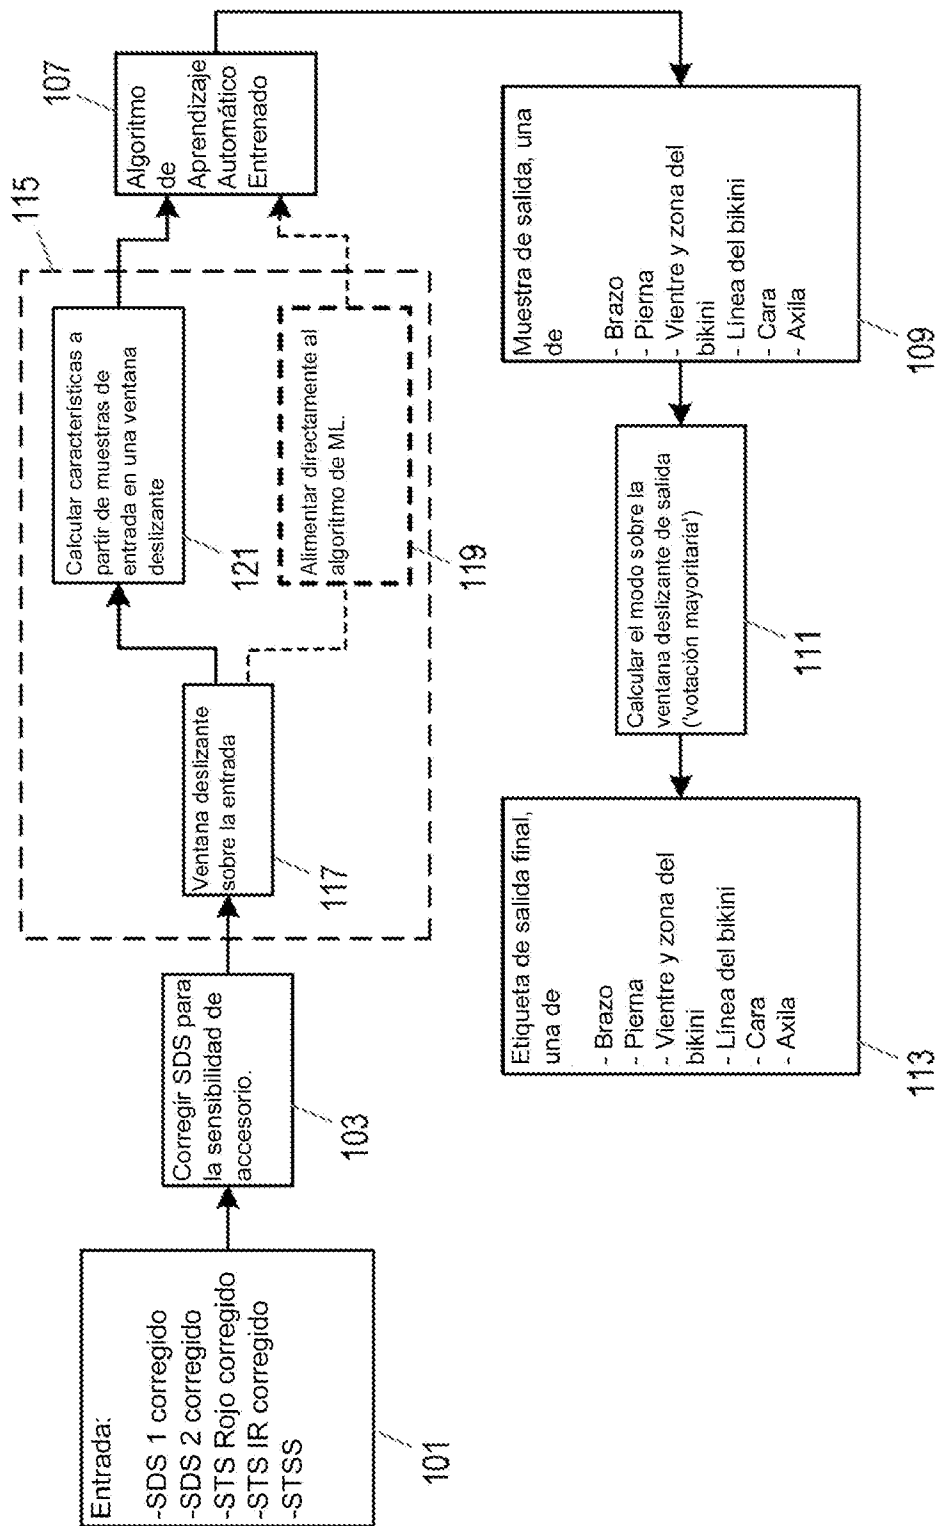 Entrada:
-SDS 1 corregido
-SDS 2 corregido
-STS Rojo corregido
-STS IR corregido
-STSS
101
Corregir SDS para
la sensibilidad de
accesorio.
103
Ventana deslizante
sobre la entrada
117
Calcular características a
partir de muestras de
entrada en una ventana
deslizante
121
Alimentar directamente al
algoritmo de ML.
119
115
Algoritmo
de
Aprendizaje
Automático
Entrenado
107
Muestra de salida, una
de
- Brazo
- Pierna
- Vientre y zona del
bikini
- Línea del bikini
- Cara
- Axila
109
Calcular el modo sobre la
ventana deslizante de salida
('votación mayoritaria')
111
Etiqueta de salida final,
una de
- Brazo
- Pierna
- Vientre y zona del
bikini
- Línea del bikini
- Cara
- Axila
113